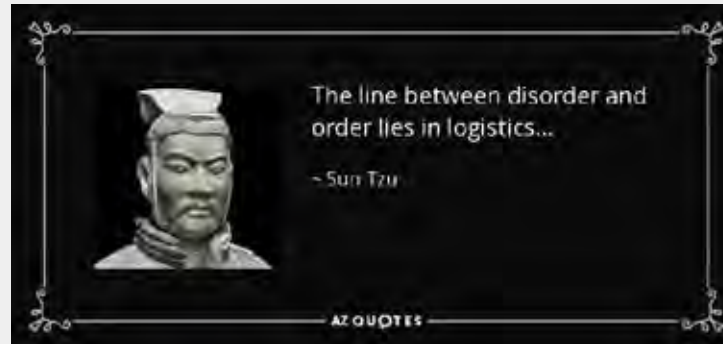 The line between disorder and
order lies in logistics...
~ Sun Tzu
AZ QUOTES